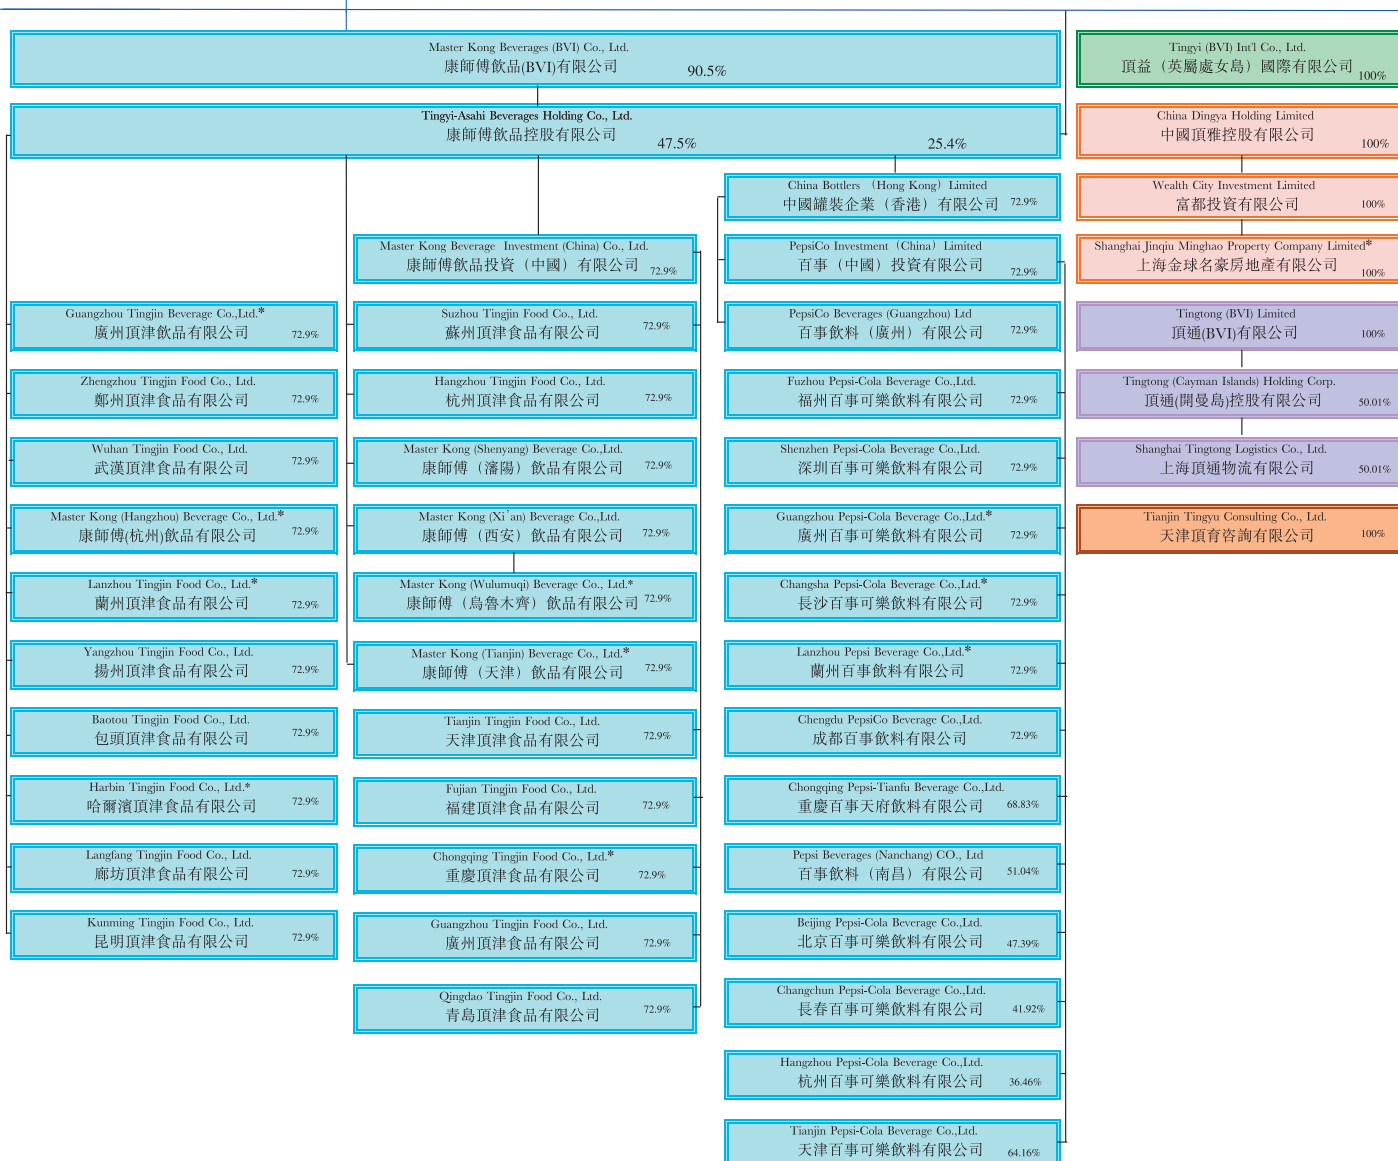 Master Kong Beverages (BVI) Co., Ltd.
康師傅飲品(BVI)有限公司
90.5%
Tingyi-Asahi Beverages Holding Co., Ltd.
康師傅飲品控股有限公司
47.5%
25.4%
Guangzhou Tingjin Beverage Co.,Ltd.*
廣州頂津飲品有限公司
72.9%
Zhengzhou Tingjin Food Co., Ltd.
鄭州頂津食品有限公司
72.9%
Wuhan Tingjin Food Co., Ltd.
武漢頂津食品有限公司
72.9%
Master Kong (Hangzhou) Beverage Co., Ltd.*
康師傅(杭州)飲品有限公司
72.9%
Lanzhou Tingjin Food Co., Ltd.*
蘭州頂津食品有限公司
72.9%
Yangzhou Tingjin Food Co., Ltd.
揚州頂津食品有限公司
72.9%
Baotou Tingjin Food Co., Ltd.
包頭頂津食品有限公司
72.9%
Harbin Tingjin Food Co., Ltd.*
哈爾濱頂津食品有限公司
72.9%
Langfang Tingjin Food Co., Ltd.
廊坊頂津食品有限公司
72.9%
Kunming Tingjin Food Co., Ltd.
昆明頂津食品有限公司
72.9%
Master Kong Beverage Investment (China) Co., Ltd.
康師傅飲品投資（中國）有限公司
72.9%
Suzhou Tingjin Food Co., Ltd.
蘇州頂津食品有限公司
72.9%
Hangzhou Tingjin Food Co., Ltd.
杭州頂津食品有限公司
72.9%
Master Kong (Shenyang) Beverage Co.,Ltd.
康師傅（瀋陽）飲品有限公司
72.9%
Master Kong (Xi'an) Beverage Co.,Ltd.
康師傅（西安）飲品有限公司
72.9%
Master Kong (Wulumuqi) Beverage Co., Ltd.*
康師傅（烏魯木齊）飲品有限公司
72.9%
Master Kong (Tianjin) Beverage Co., Ltd.*
康師傅（天津）飲品有限公司
72.9%
Tianjin Tingjin Food Co., Ltd.
天津頂津食品有限公司
72.9%
Fujian Tingjin Food Co., Ltd.
福建頂津食品有限公司
72.9%
Chongqing Tingjin Food Co., Ltd.*
重慶頂津食品有限公司
72.9%
Guangzhou Tingjin Food Co., Ltd.
廣州頂津食品有限公司
72.9%
Qingdao Tingjin Food Co., Ltd.
青島頂津食品有限公司
72.9%
China Bottlers （Hong Kong）Limited
中國罐裝企業（香港）有限公司
72.9%
PepsiCo Investment（China）Limited
百事（中國）投資有限公司
72.9%
PepsiCo Beverages (Guangzhou) Ltd
百事飲料（廣州）有限公司
72.9%
Fuzhou Pepsi-Cola Beverage Co.,Ltd.
福州百事可樂飲料有限公司
72.9%
Shenzhen Pepsi-Cola Beverage Co.,Ltd.
深圳百事可樂飲料有限公司
72.9%
Guangzhou Pepsi-Cola Beverage Co.,Ltd.*
廣州百事可樂飲料有限公司
72.9%
Changsha Pepsi-Cola Beverage Co.,Ltd.*
長沙百事可樂飲料有限公司
72.9%
Lanzhou Pepsi Beverage Co.,Ltd.*
蘭州百事飲料有限公司
72.9%
Chengdu PepsiCo Beverage Co.,Ltd.
成都百事飲料有限公司
72.9%
Chongqing Pepsi-Tianfu Beverage Co.,Ltd.
重慶百事天府飲料有限公司
68.83%
Pepsi Beverages (Nanchang) CO., Ltd
百事飲料（南昌）有限公司
51.04%
Beijing Pepsi-Cola Beverage Co.,Ltd.
北京百事可樂飲料有限公司
47.39%
Changchun Pepsi-Cola Beverage Co.,Ltd.
長春百事可樂飲料有限公司
41.92%
Hangzhou Pepsi-Cola Beverage Co.,Ltd.
杭州百事可樂飲料有限公司
36.46%
Tianjin Pepsi-Cola Beverage Co.,Ltd.
天津百事可樂飲料有限公司
64.16%
Tingyi (BVI) Int'l Co., Ltd.
頂益（英屬處女島）國際有限公司
100%
China Dingya Holding Limited
中國頂雅控股有限公司
100%
Wealth City Investment Limited
富都投資有限公司
100%
Shanghai Jinqiu Minghao Property Company Limited*
上海金球名豪房地產有限公司
100%
Tingtong (BVI) Limited
頂通(BVI)有限公司
100%
Tingtong (Cayman Islands) Holding Corp.
頂通(開曼島)控股有限公司
50.01%
Shanghai Tingtong Logistics Co., Ltd.
上海頂通物流有限公司
50.01%
Tianjin Tingyu Consulting Co., Ltd.
天津頂育咨詢有限公司
100%